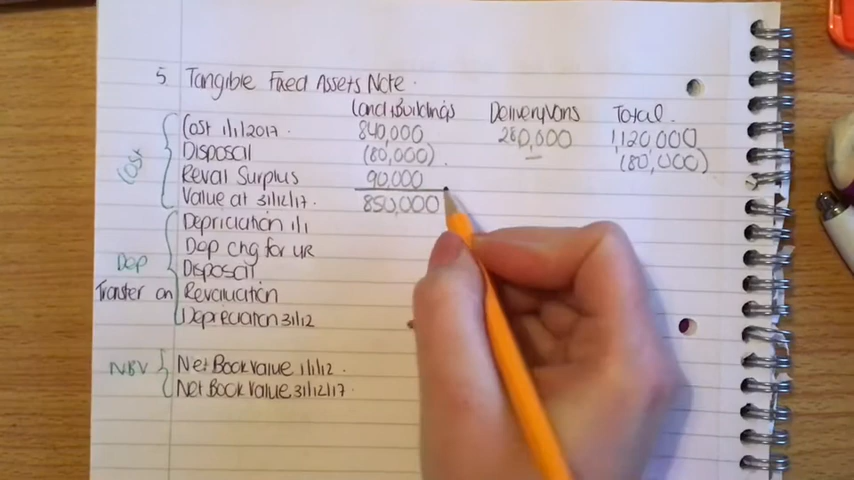 5 Tangible Fixed Assets Note.
Land & Buildings Delivery Vans Total.
Cost 1/1/2017. 840,000 280,000 1,120,000
Disposal (80,000) — (80,000)
Reval Surplus 90,000
Value at 31/12/17. 850,000
Cost
Depriciation 1/1
Dep chg for YR
Disposal
Dep
Transfer on Revaluation
Depreciation 31/12
NBV
Net Book Value 1/1/12.
Net Book Value 31/12/17.